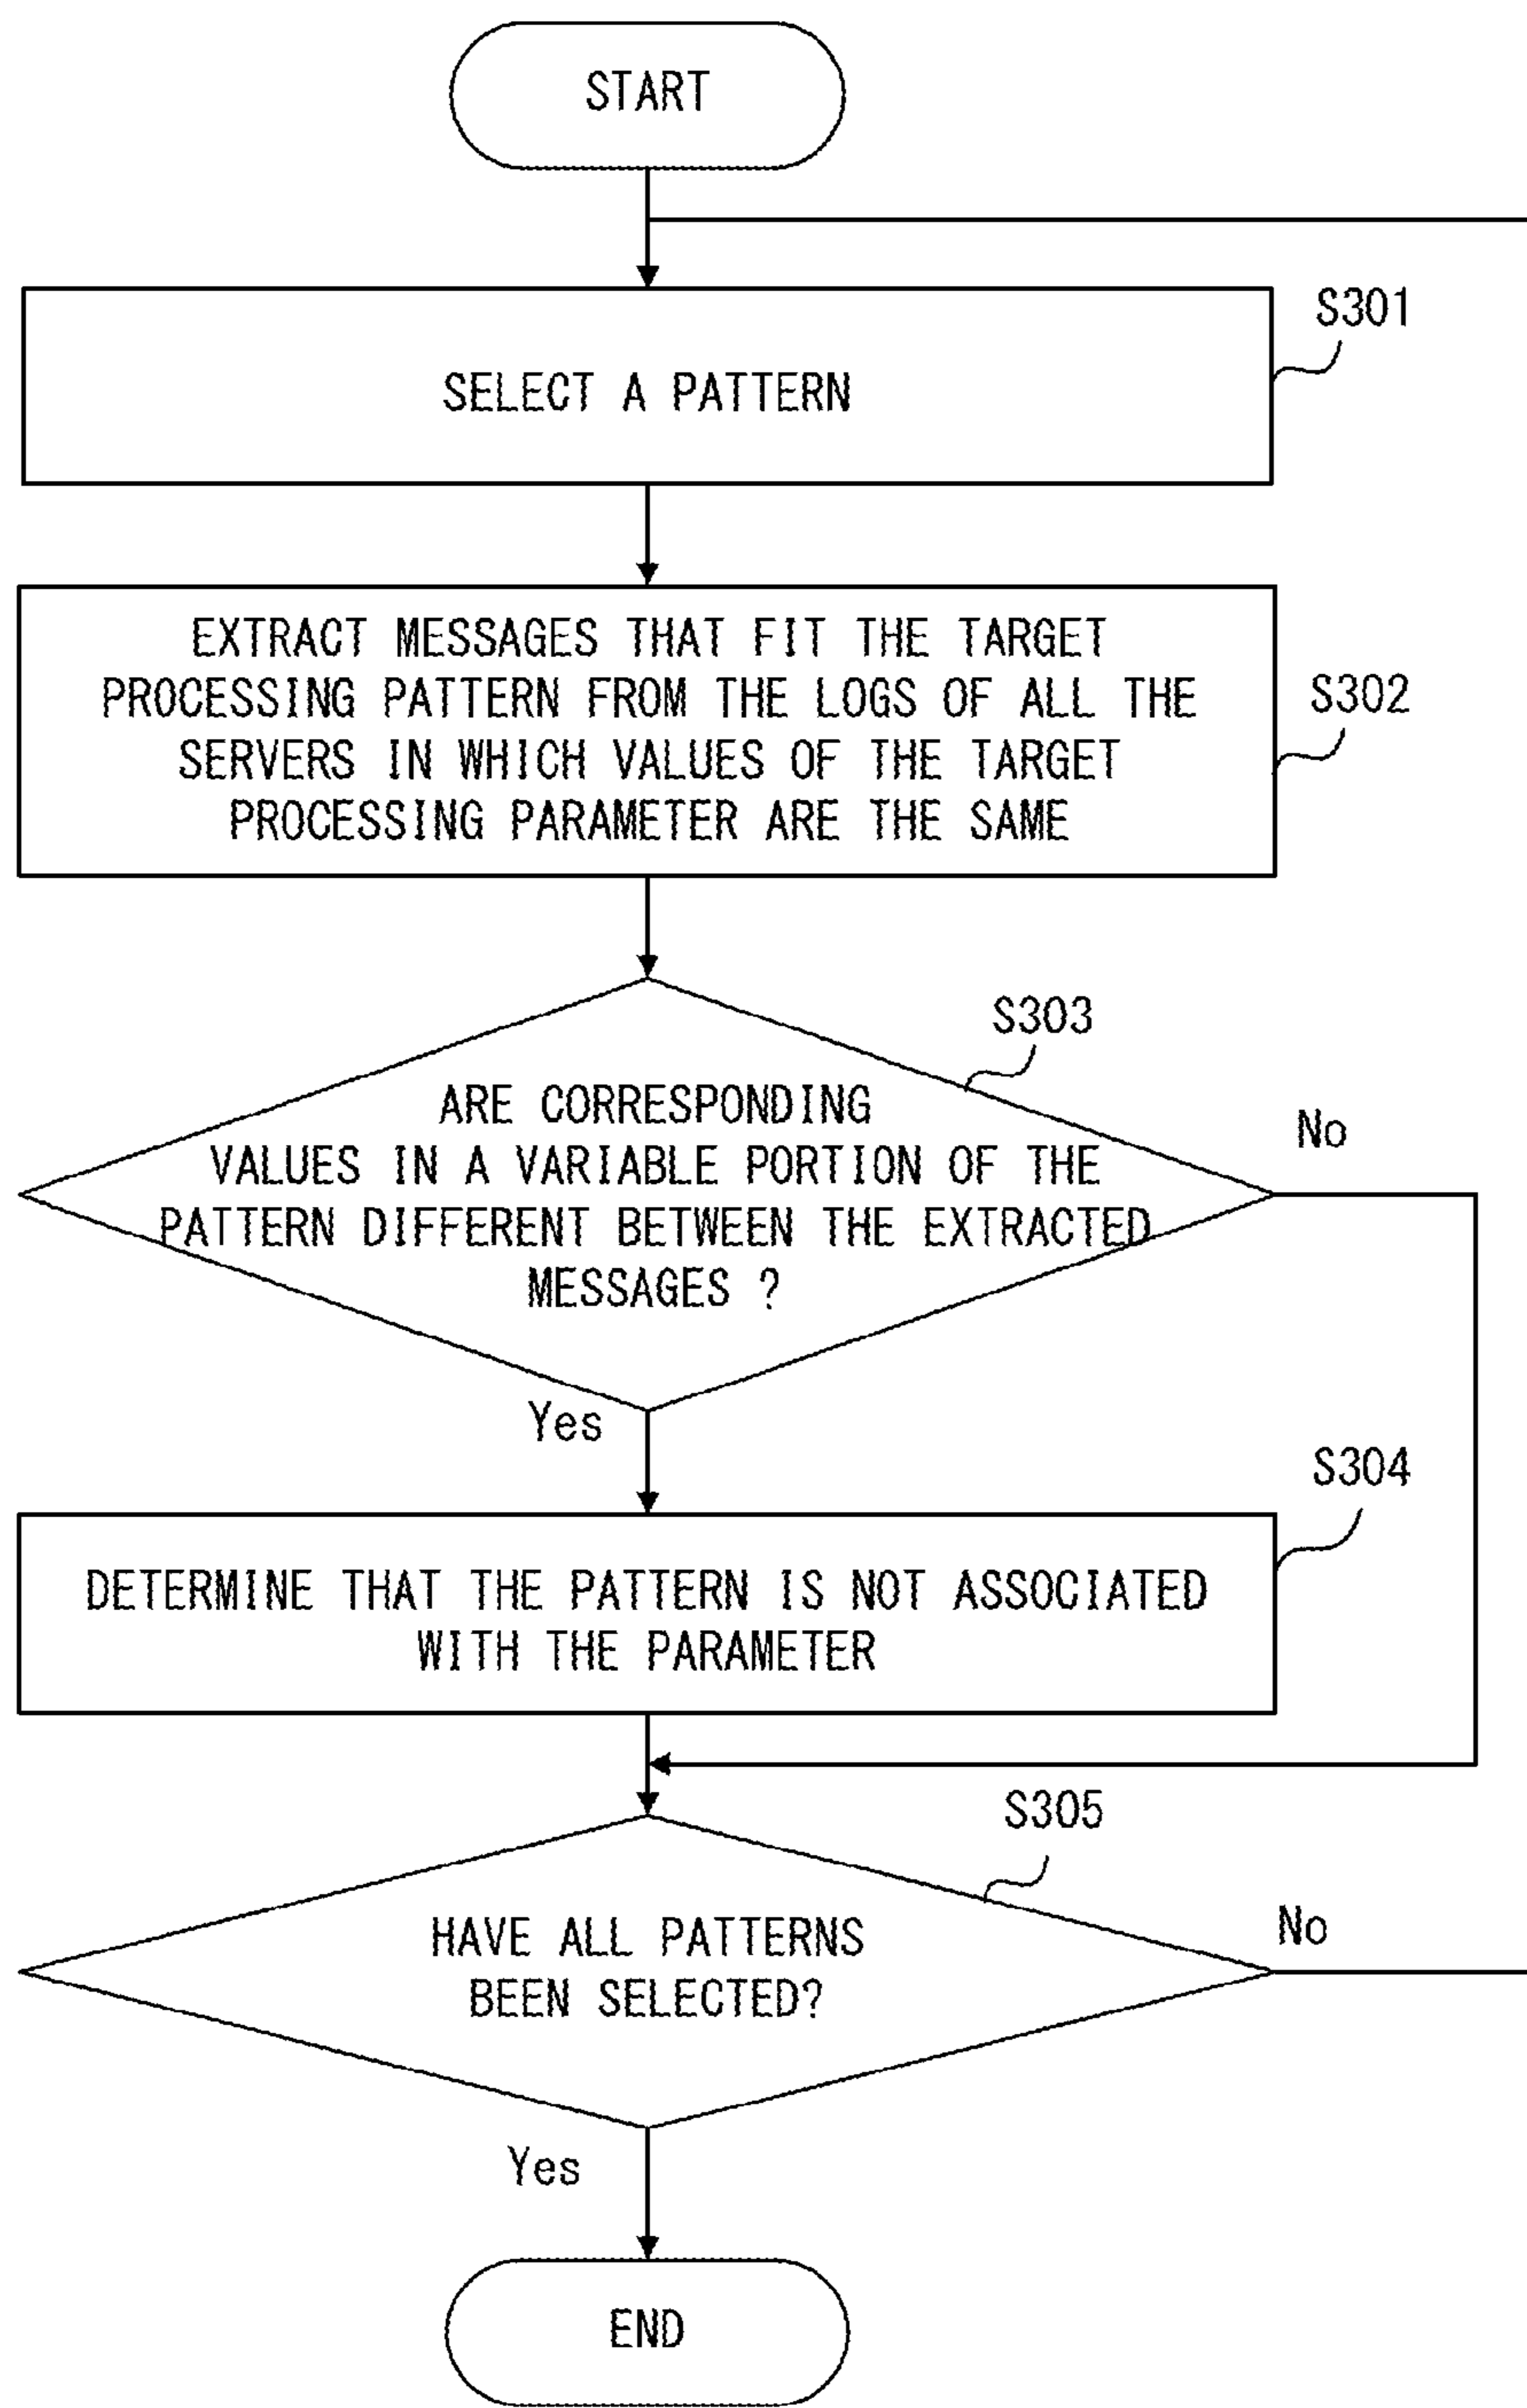 START
S301
SELECT A PATTERN
EXTRACT MESSAGES THAT FIT THE TARGET
PROCESSING PATTERN FROM THE LOGS OF ALL THE
SERVERS IN WHICH VALUES OF THE TARGET
PROCESSING PARAMETER ARE THE SAME
S302
S303
ARE CORRESPONDING
VALUES IN A VARIABLE PORTION OF THE
PATTERN DIFFERENT BETWEEN THE EXTRACTED
MESSAGES ?
No
Yes
S304
DETERMINE THAT THE PATTERN IS NOT ASSOCIATED
WITH THE PARAMETER
S305
HAVE ALL PATTERNS
BEEN SELECTED?
No
Yes
END